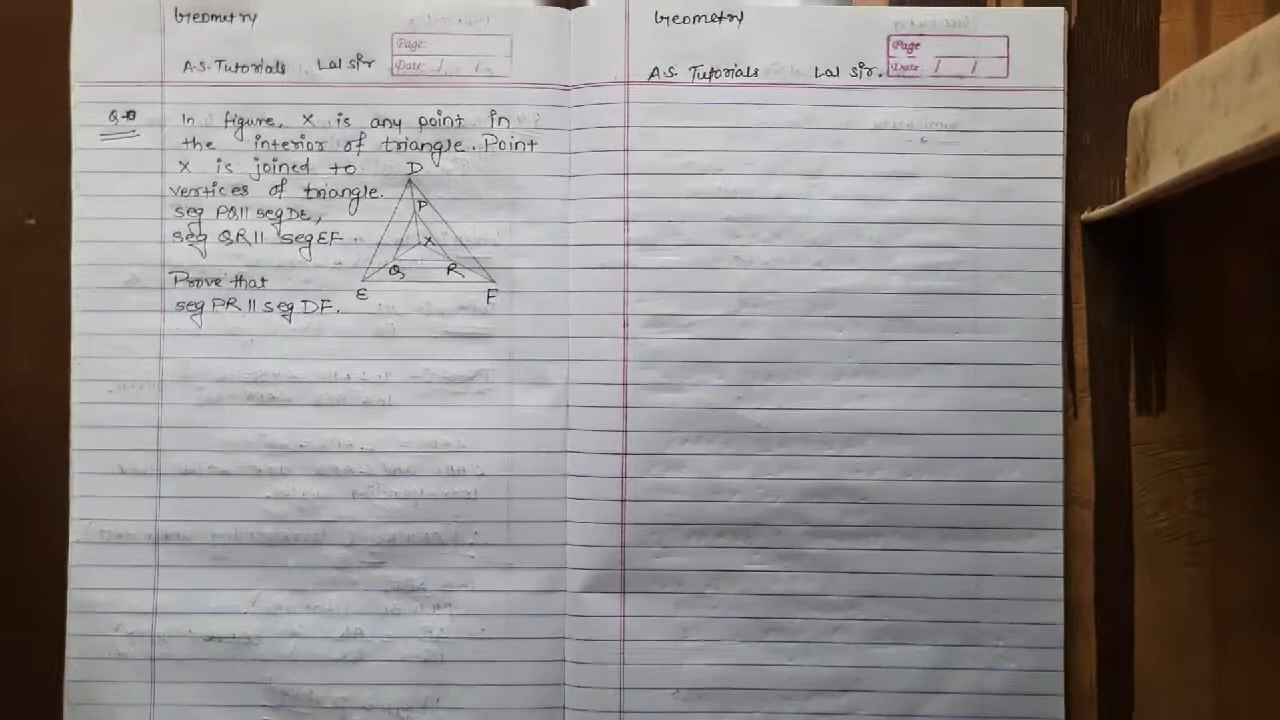 Geometry
A.S. Tutorials Lal sir
Page:
Date: / /
Q→
In figure, X is any point in
the interior of triangle. Point
X is joined to
vertices of triangle.
seg PQ || seg DE,
seg QR || seg EF.
Prove that
seg PR || seg DF.
D
P
X
Q
R
E
F
Geometry
A.S. Tutorials Lal sir.
Page
Date / /